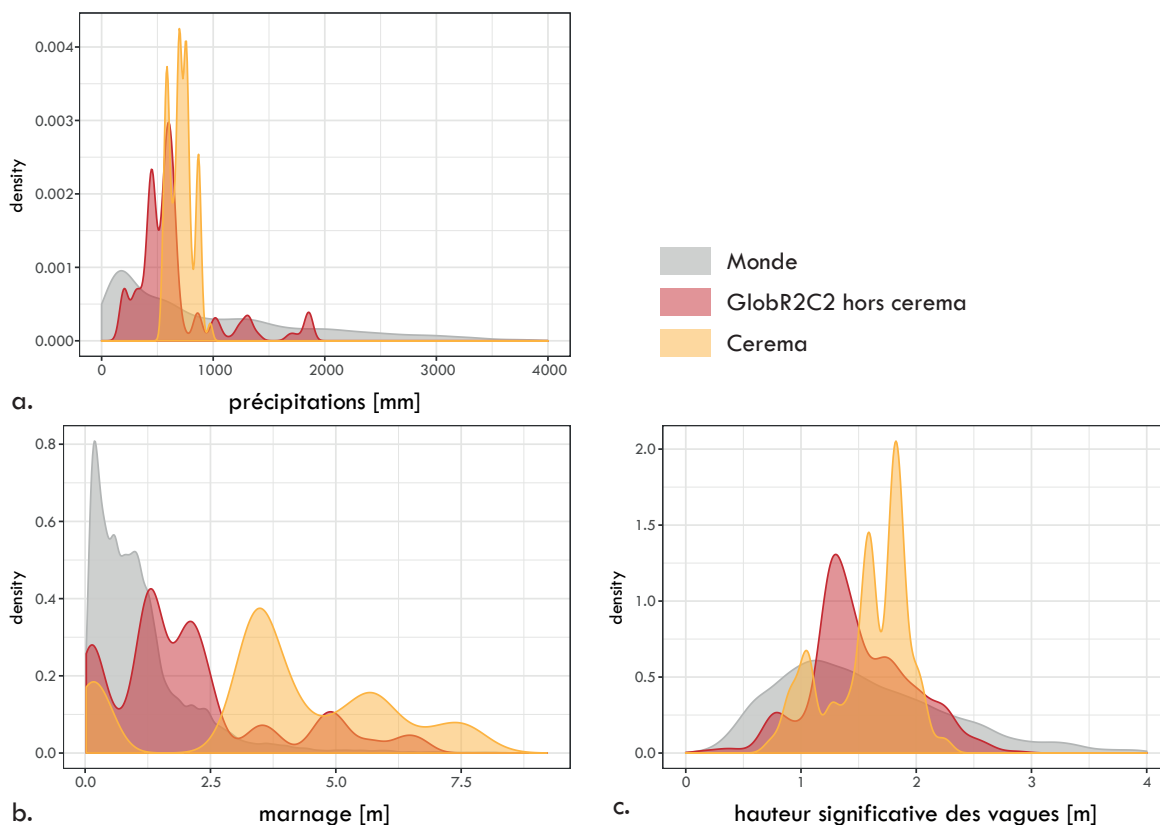 0.004
0.003
0.002
0.001
0.000
density
0 1000 2000 3000 4000
a. précipitations [mm]
Monde
GlobR2C2 hors cerema
Cerema
0.8
0.6
0.4
0.2
0.0
density
0.0 2.5 5.0 7.5
b. marnage [m]
2.0
1.5
1.0
0.5
0.0
density
0 1 2 3 4
c. hauteur significative des vagues [m]